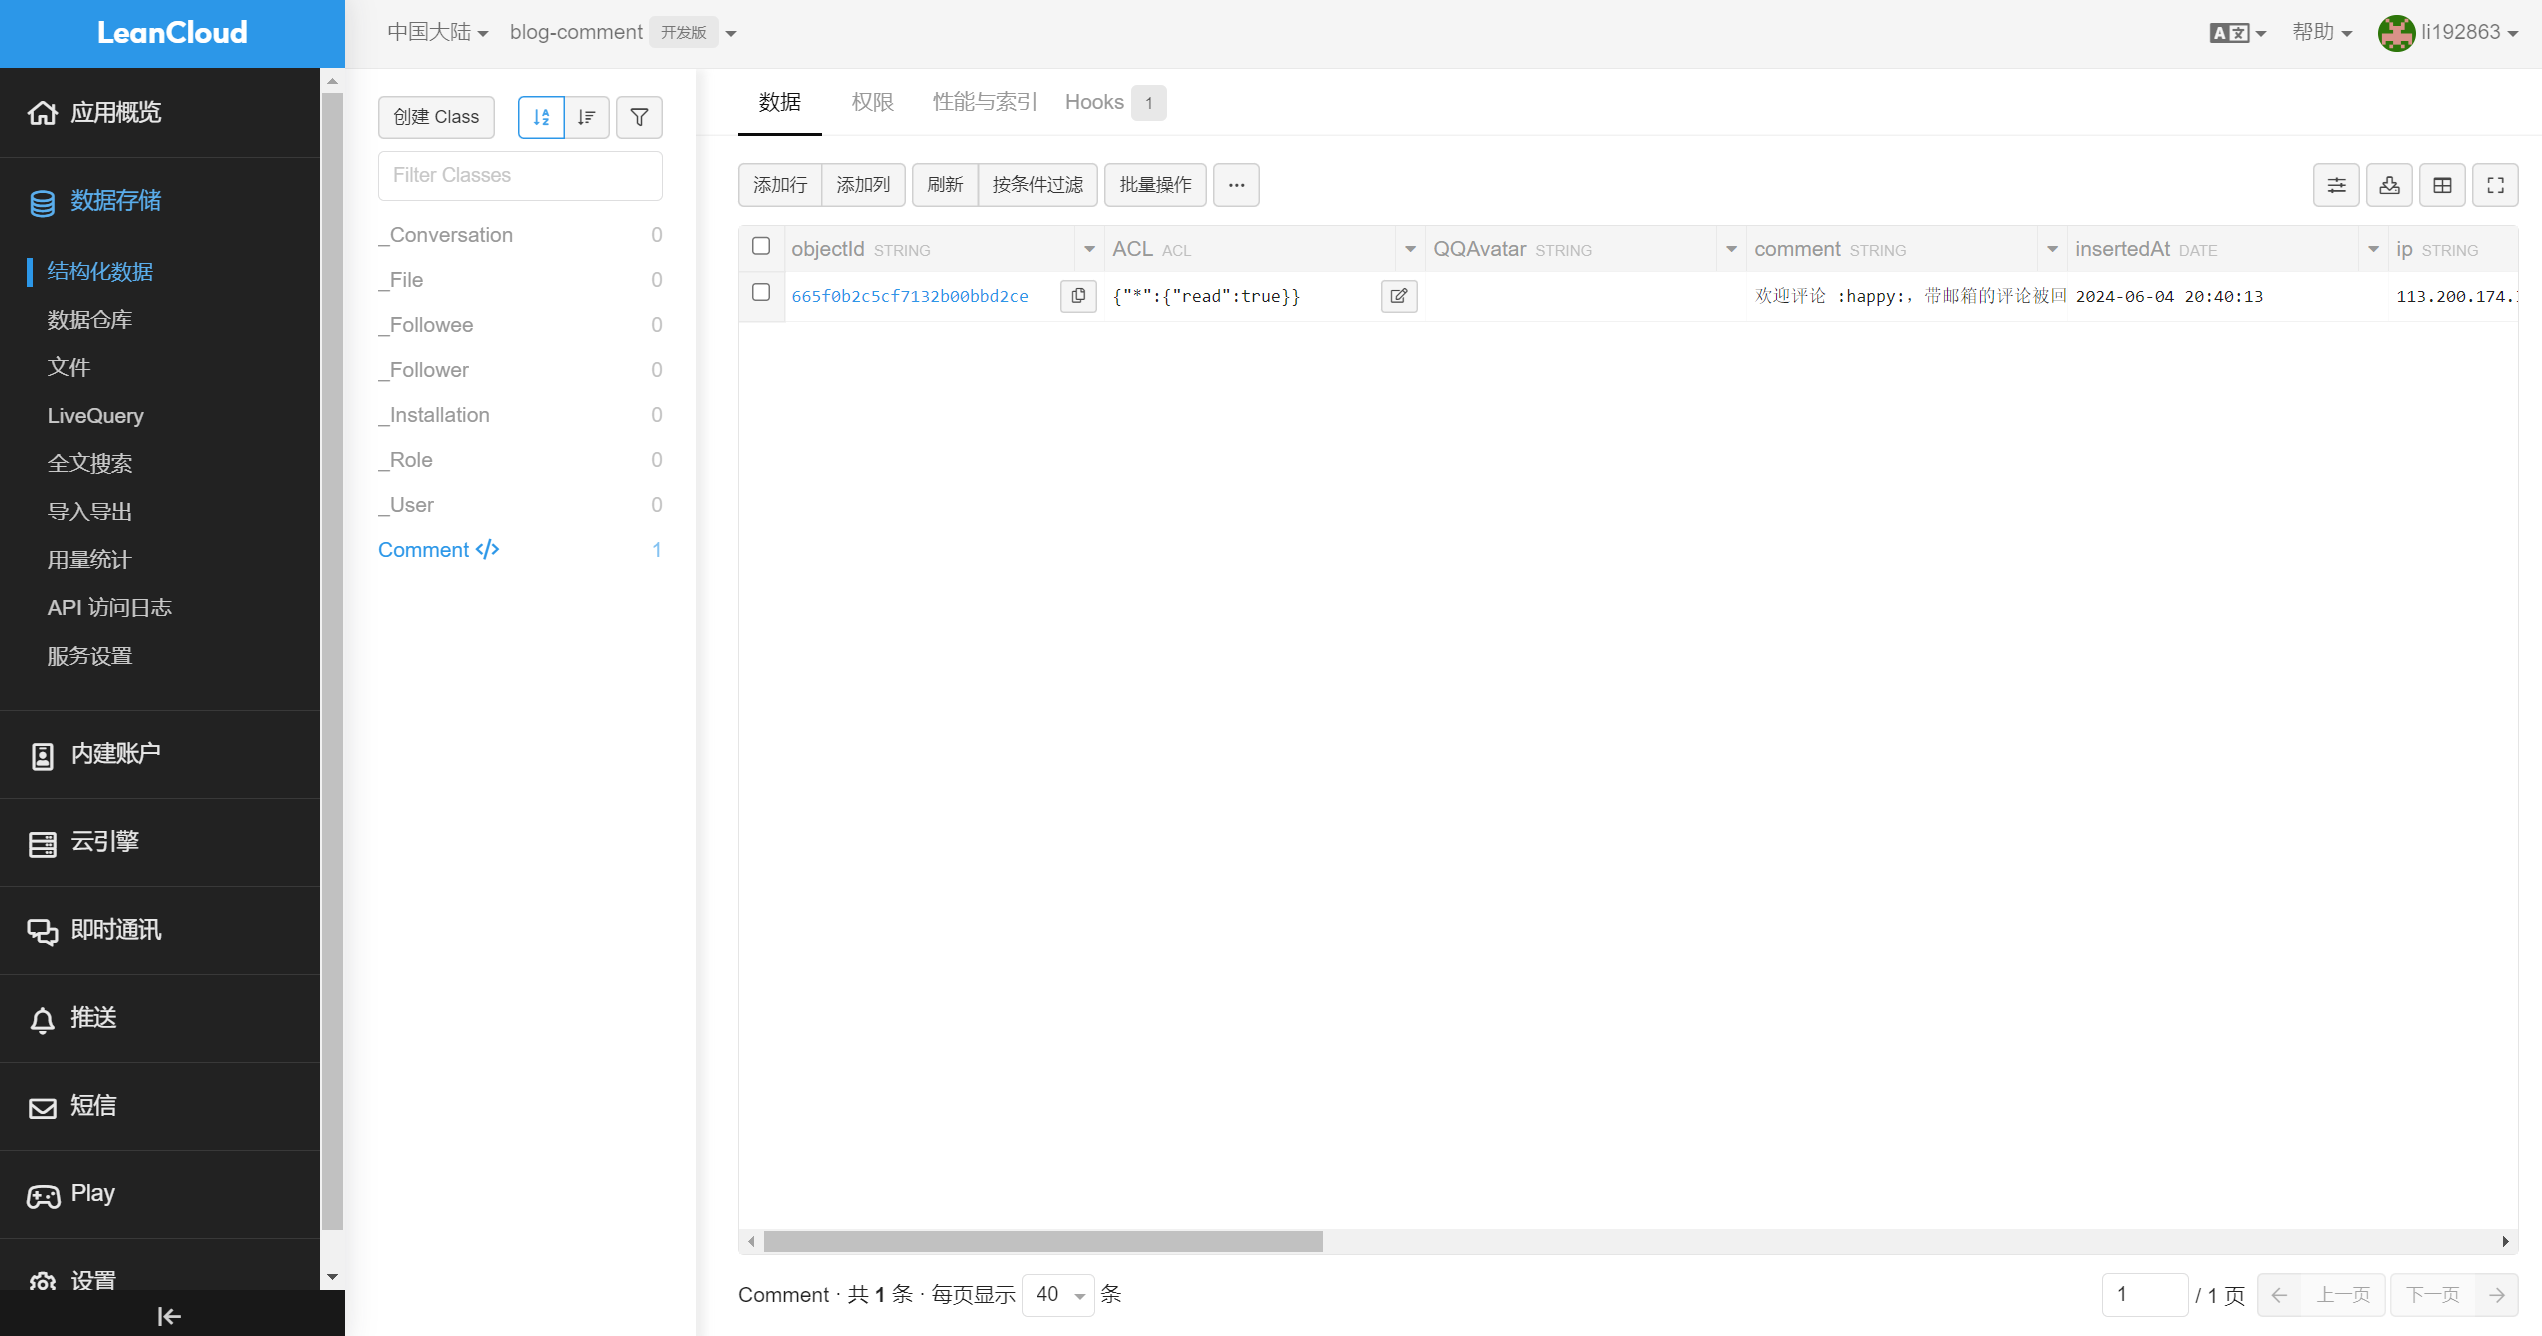 LeanCloud
中国大陆
blog-comment 开发版
帮助
li192863
应用概览
数据存储
结构化数据
数据仓库
文件
LiveQuery
全文搜索
导入导出
用量统计
API 访问日志
服务设置
内建账户
云引擎
即时通讯
推送
短信
Play
设置
创建 Class
Filter Classes
_Conversation 0
_File 0
_Followee 0
_Follower 0
_Installation 0
_Role 0
_User 0
Comment </> 1
数据 权限 性能与索引 Hooks 1
添加行 添加列 刷新 按条件过滤 批量操作 ···
objectId STRING ACL ACL QQAvatar STRING comment STRING insertedAt DATE ip STRING
665f0b2c5cf7132b00bbd2ce {"*":{"read":true}} 欢迎评论 :happy:，带邮箱的评论被回 2024-06-04 20:40:13 113.200.174.
Comment · 共 1 条 · 每页显示 40 条
1 / 1 页 上一页 下一页